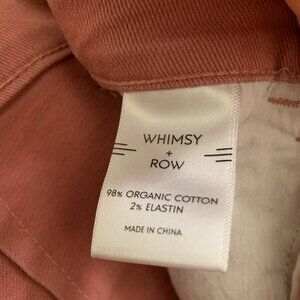 WHIMSY
+
ROW
98% ORGANIC COTTON
2% ELASTIN
MADE IN CHINA